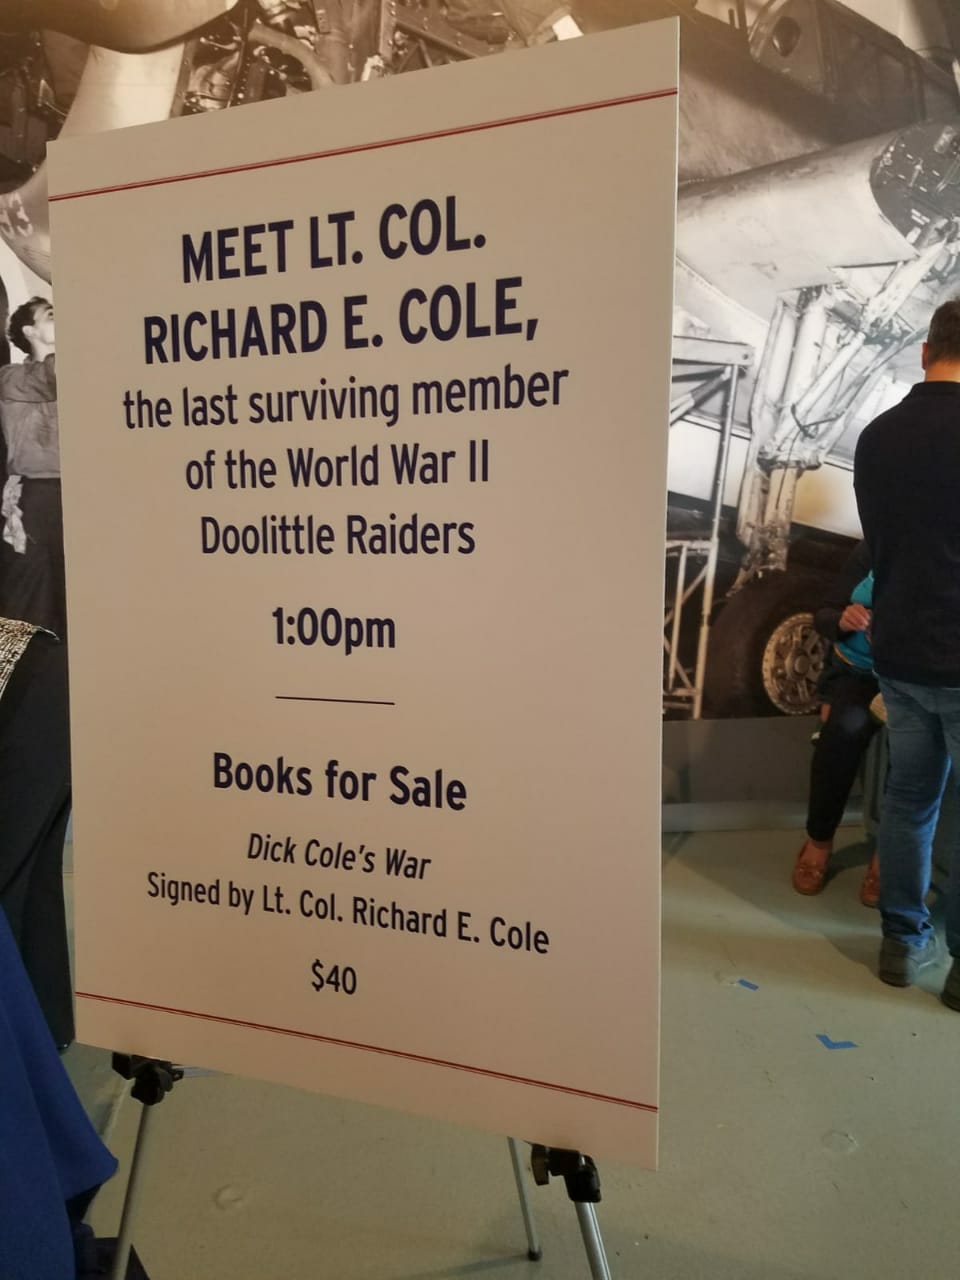 MEET LT. COL.
RICHARD E. COLE,
the last surviving member
of the World War II
Doolittle Raiders
1:00pm
Books for Sale
Dick Cole's War
Signed by Lt. Col. Richard E. Cole
$40